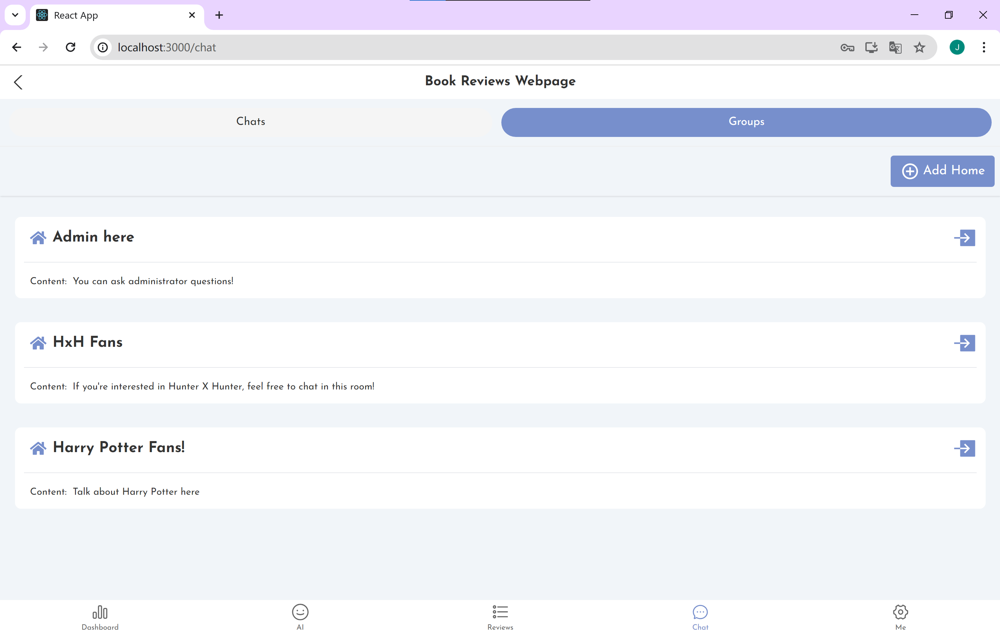 React App
localhost:3000/chat
J
Book Reviews Webpage
Chats
Groups
Add Home
Admin here
Content: You can ask administrator questions!
HxH Fans
Content: If you're interested in Hunter X Hunter, feel free to chat in this room!
Harry Potter Fans!
Content: Talk about Harry Potter here
Dashboard
AI
Reviews
Chat
Me